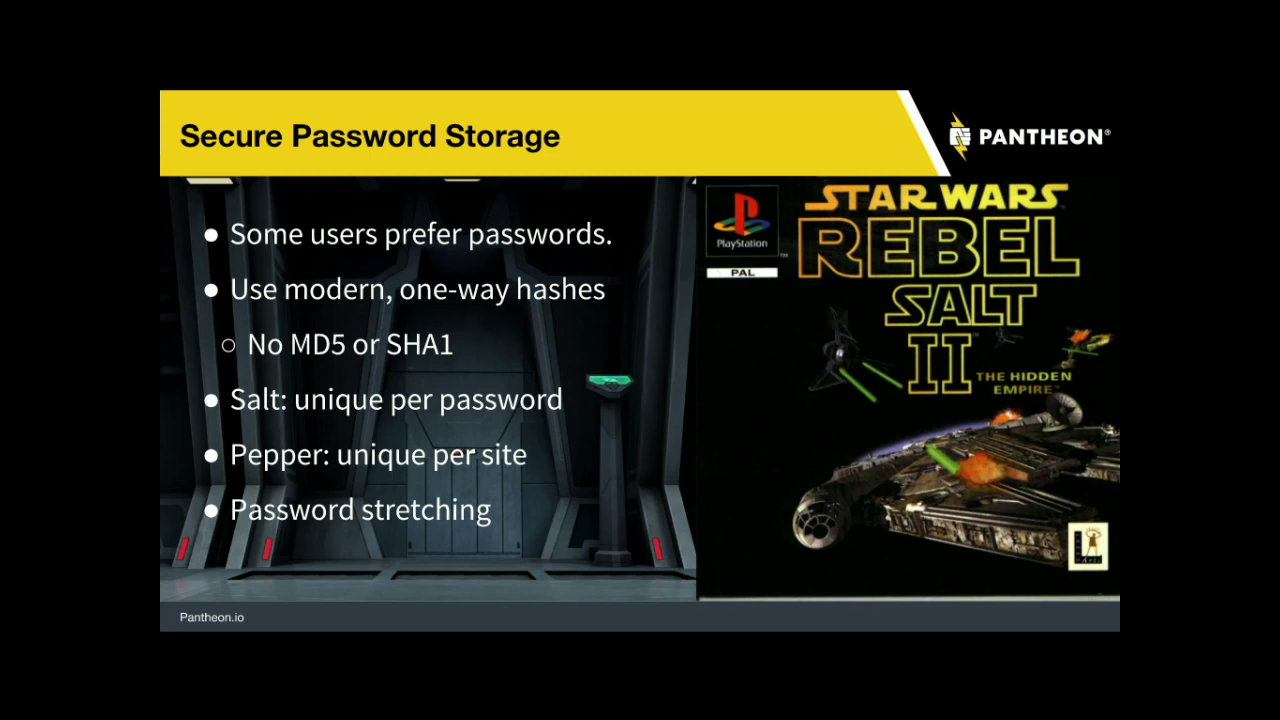 Secure Password Storage
PANTHEON®
● Some users prefer passwords.
● Use modern, one-way hashes
○ No MD5 or SHA1
● Salt: unique per password
● Pepper: unique per site
● Password stretching
PlayStation
TM
PAL
STAR WARS
REBEL
SALT
II
THE HIDDEN
EMPIRE
Pantheon.io